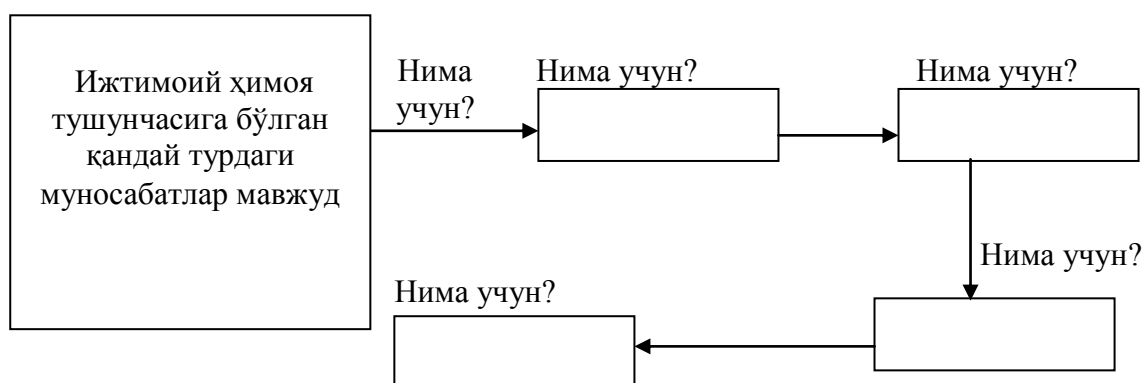 Ижтимоий ҳимоя
тушунчасига бўлган
қандай турдаги
муносабатлар мавжуд
Нима
учун?
Нима учун?
Нима учун?
Нима учун?
Нима учун?